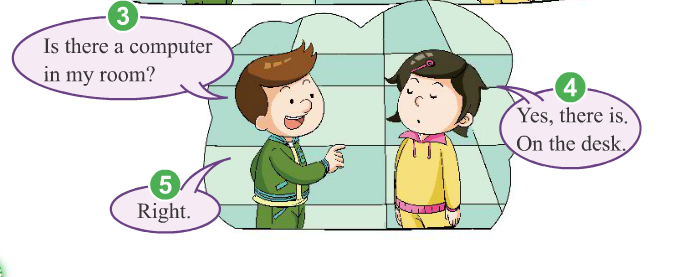 3
Is there a computer
in my room?
4
Yes, there is.
On the desk.
5
Right.